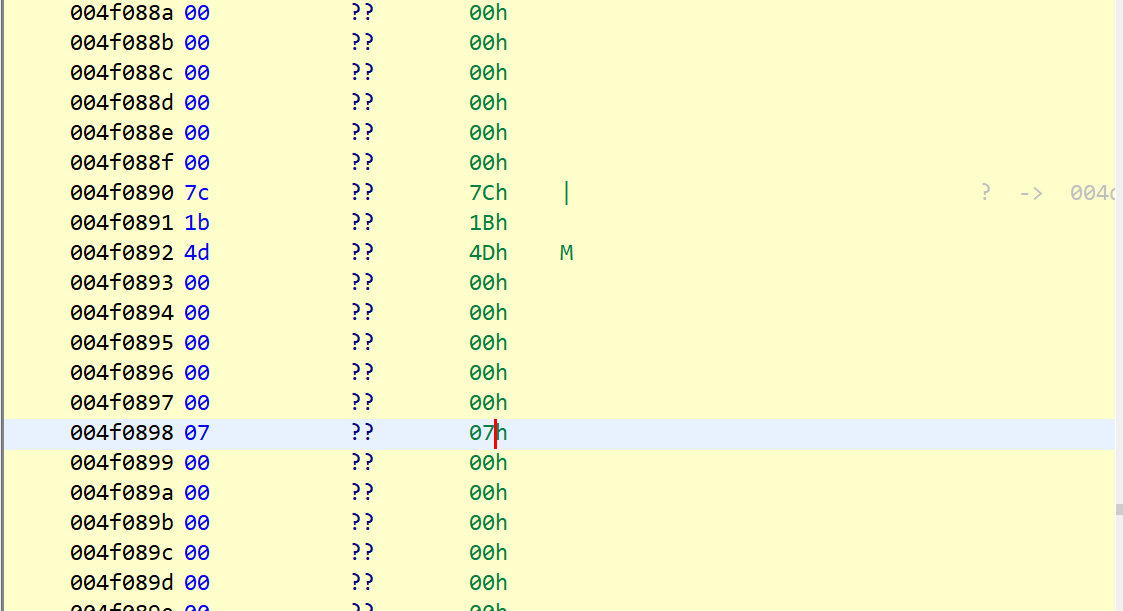 004f088a 00 ?? 00h
004f088b 00 ?? 00h
004f088c 00 ?? 00h
004f088d 00 ?? 00h
004f088e 00 ?? 00h
004f088f 00 ?? 00h
004f0890 7c ?? 7Ch | ? -> 004
004f0891 1b ?? 1Bh
004f0892 4d ?? 4Dh M
004f0893 00 ?? 00h
004f0894 00 ?? 00h
004f0895 00 ?? 00h
004f0896 00 ?? 00h
004f0897 00 ?? 00h
004f0898 07 ?? 07h
004f0899 00 ?? 00h
004f089a 00 ?? 00h
004f089b 00 ?? 00h
004f089c 00 ?? 00h
004f089d 00 ?? 00h